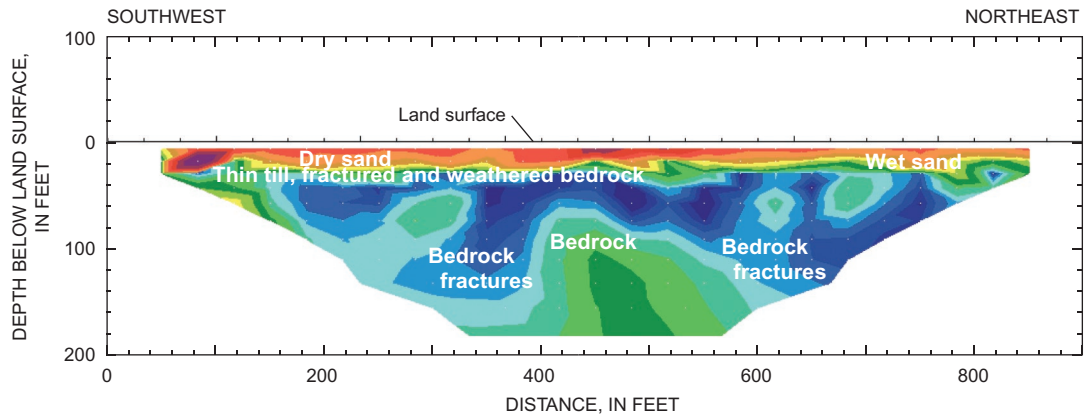 SOUTHWEST
NORTHEAST
DEPTH BELOW LAND SURFACE,
IN FEET
100
0
100
200
Land surface
Dry sand
Wet sand
Thin till, fractured and weathered bedrock
Bedrock
fractures
Bedrock
Bedrock
fractures
0
200
400
600
800
DISTANCE, IN FEET